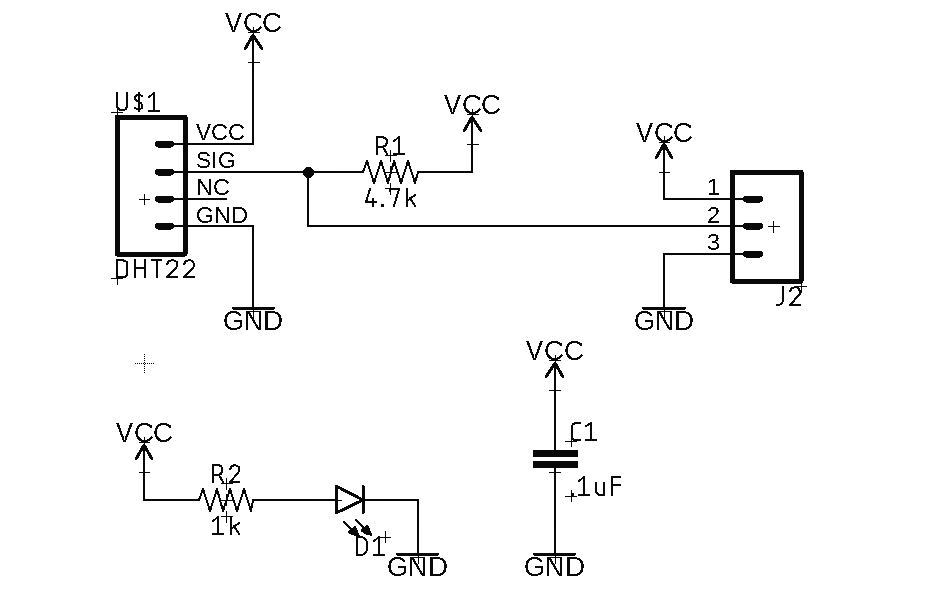 VCC
U$1
VCC
SIG
NC
GND
DHT22
GND
R1
4.7k
VCC
VCC
1
2
3
J2
GND
VCC
R2
1k
D1
GND
VCC
C1
.1uF
GND